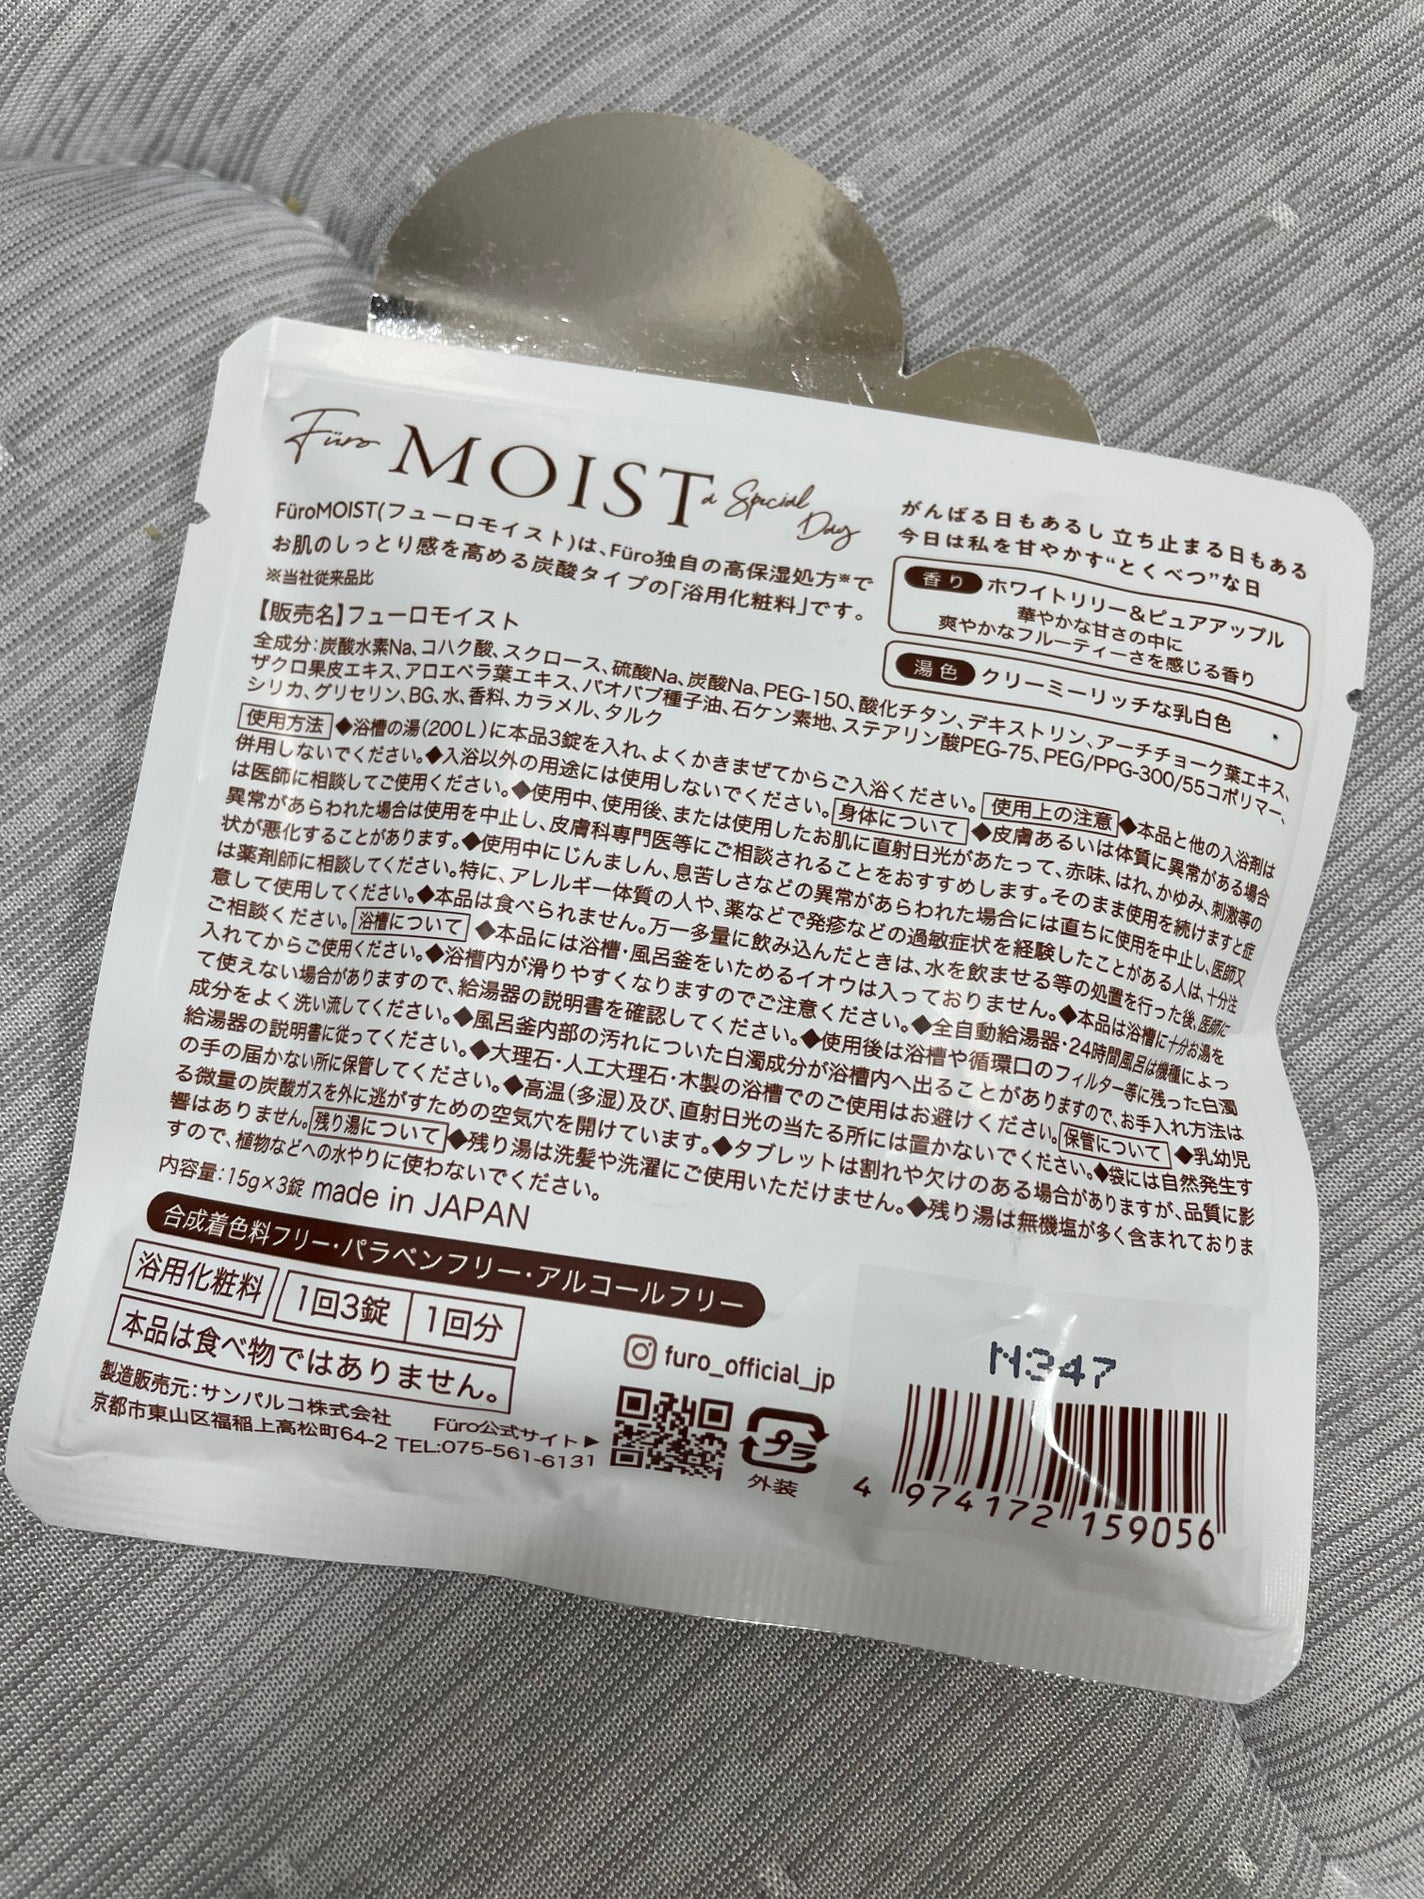 Füro MOIST a Special Day
FüroMOIST(フューロモイスト)は、Füro独自の高保湿処方※で
お肌のしっとり感を高める炭酸タイプの「浴用化粧料」です。
※当社従来品比
がんばる日もあるし 立ち止まる日もある
今日は私を甘やかす“とくべつ”な日
香り ホワイトリリー&ピュアアップル
華やかな甘さの中に
爽やかなフルーティーさを感じる香り
湯色 クリーミーリッチな乳白色
【販売名】フューロモイスト
全成分：炭酸水素Na、コハク酸、スクロース、硫酸Na、炭酸Na、PEG-150、酸化チタン、デキストリン、アーチチョーク葉エキス、
ザクロ果皮エキス、アロエベラ葉エキス、バオバブ種子油、石ケン素地、ステアリン酸PEG-75、PEG/PPG-300/55コポリマー、
シリカ、グリセリン、BG、水、香料、カラメル、タルク
使用方法 ◆浴槽の湯(200L)に本品3錠を入れ、よくかきまぜてからご入浴ください。 使用上の注意 ◆本品と他の入浴剤は
併用しないでください。◆入浴以外の用途には使用しないでください。 身体について ◆皮膚あるいは体質に異常がある場合
は医師に相談してご使用ください。◆使用中、使用後、または使用したお肌に直射日光があたって、赤味、はれ、かゆみ、刺激等の
異常があらわれた場合は使用を中止し、皮膚科専門医等にご相談されることをおすすめします。そのまま使用を続けますと症
状が悪化することがあります。◆使用中にじんましん、息苦しさなどの異常があらわれた場合には直ちに使用を中止し、医師又
は薬剤師に相談してください。特に、アレルギー体質の人や、薬などで発疹などの過敏症状を経験したことがある人は、十分注
意して使用してください。◆本品は食べられません。万一多量に飲み込んだときは、水を飲ませる等の処置を行った後、医師に
ご相談ください。 浴槽について ◆本品には浴槽・風呂釜をいためるイオウは入っておりません。◆本品は浴槽に十分お湯を
入れてからご使用ください。◆浴槽内が滑りやすくなりますのでご注意ください。◆全自動給湯器・24時間風呂は機種によっ
て使えない場合がありますので、給湯器の説明書を確認してください。◆使用後は浴槽や循環口のフィルター等に残った白濁
成分をよく洗い流してください。◆風呂釜内部の汚れについた白濁成分が浴槽内へ出ることがありますので、お手入れ方法は
給湯器の説明書に従ってください。◆大理石・人工大理石・木製の浴槽でのご使用はお避けください。 保管について ◆乳幼児
の手の届かない所に保管してください。◆高温(多湿)及び、直射日光の当たる所には置かないでください。◆袋には自然発生す
る微量の炭酸ガスを外に逃がすための空気穴を開けています。◆タブレットは割れや欠けのある場合がありますが、品質に影
響はありません。 残り湯について ◆残り湯は洗髪や洗濯にご使用いただけません。◆残り湯は無機塩が多く含まれておりま
すので、植物などへの水やりに使わないでください。
内容量：15g×3錠 made in JAPAN
合成着色料フリー・パラベンフリー・アルコールフリー
浴用化粧料 1回3錠 1回分
本品は食べ物ではありません。
製造販売元：サンパルコ株式会社
京都市東山区福稲上高松町64-2 TEL:075-561-6131
Füro公式サイト▶
furo_official_jp
プラ
外装
N347
4 974172 159056